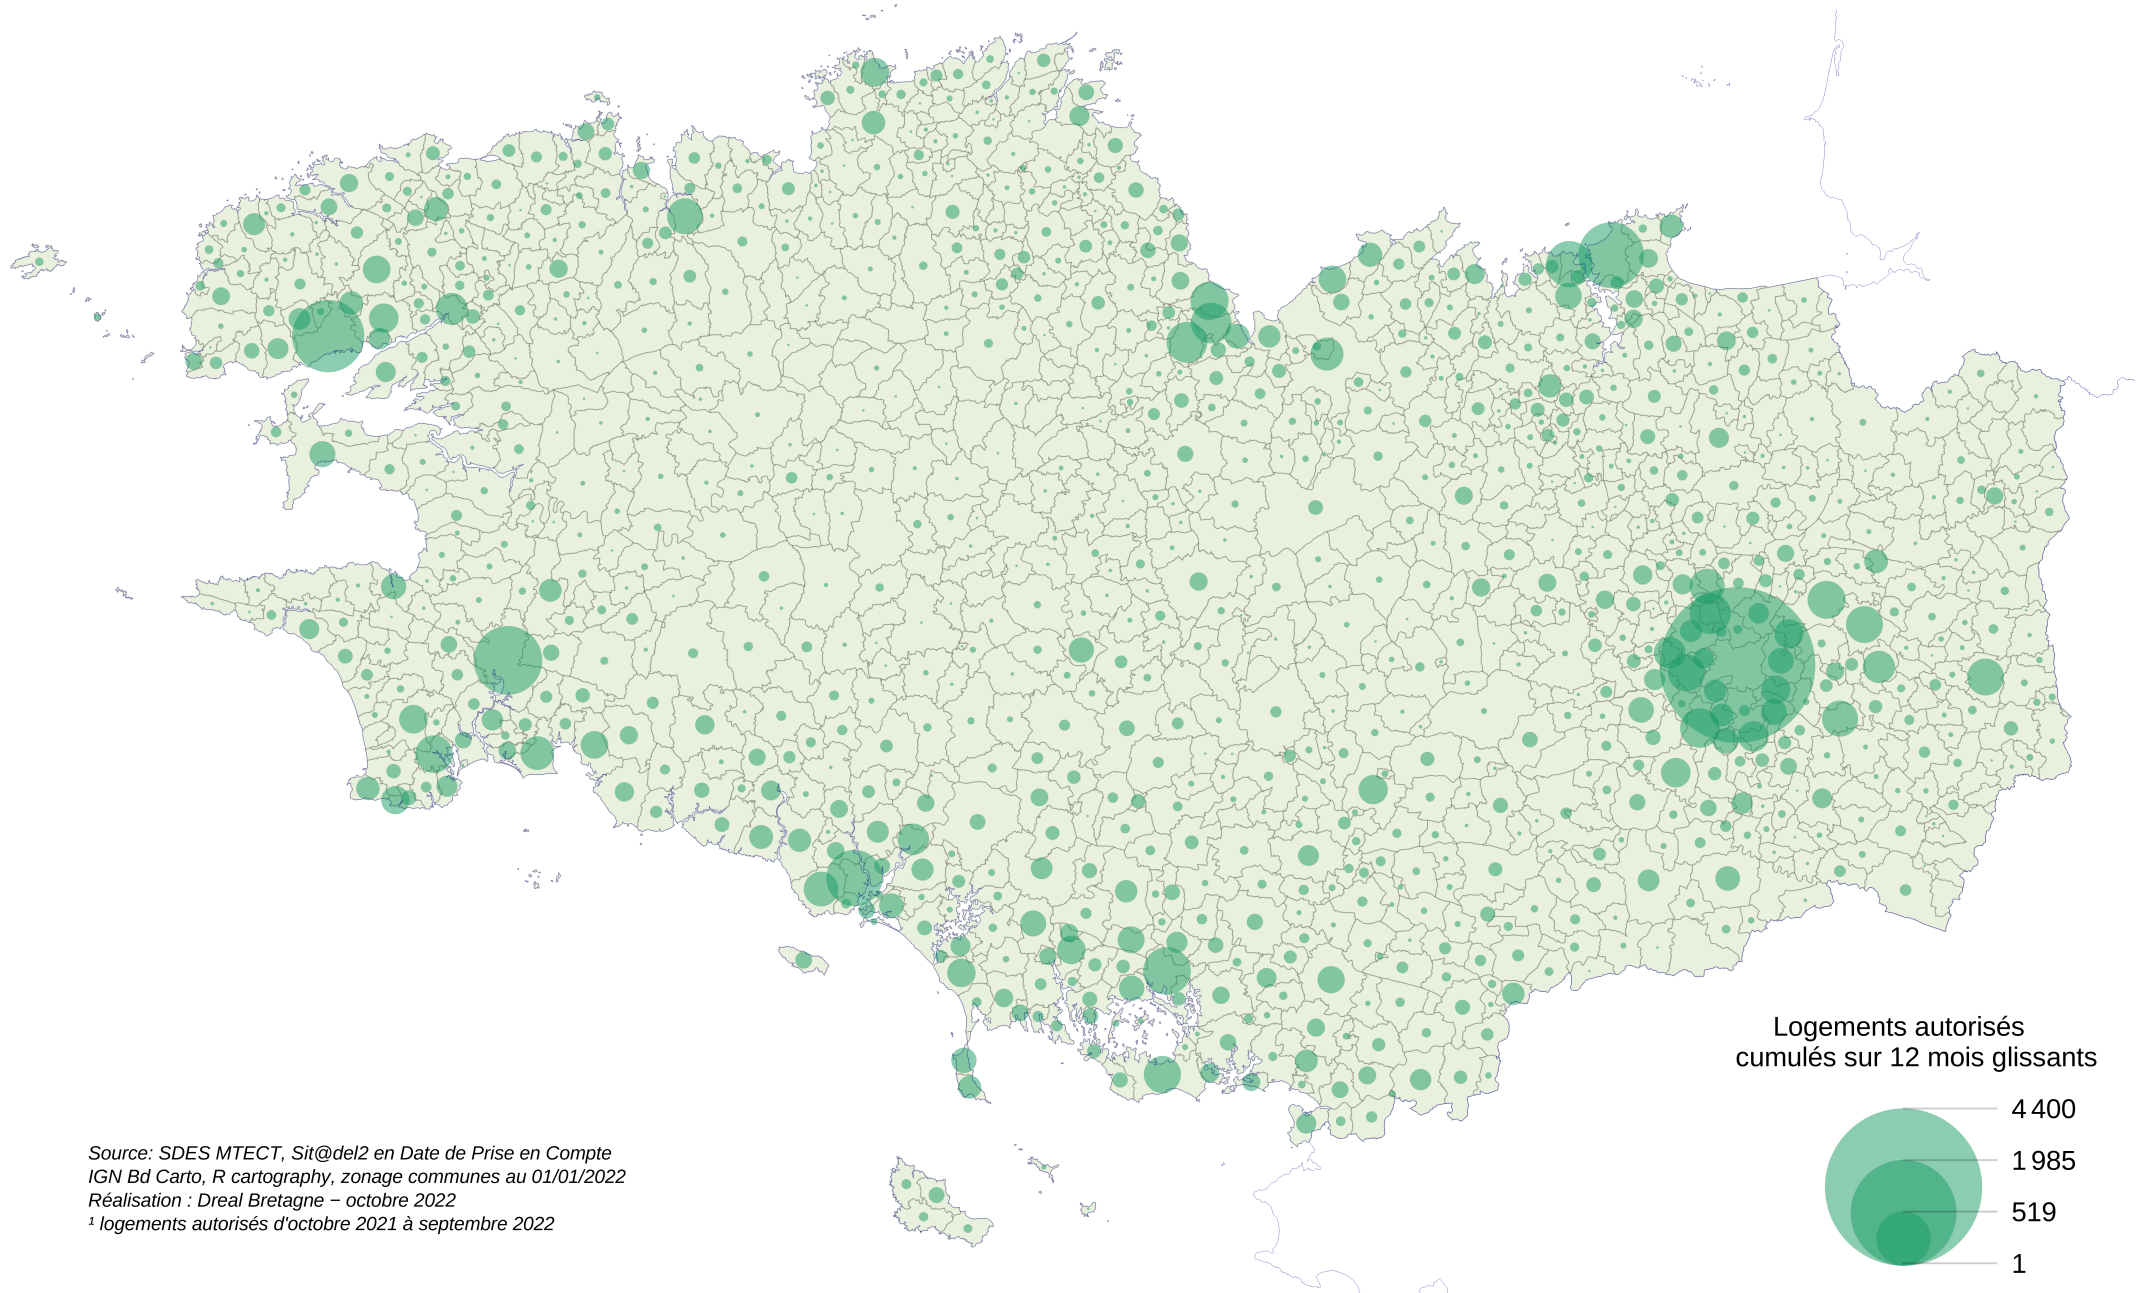 Logements autorisés
cumulés sur 12 mois glissants
4 400
1 985
519
1
Source: SDES MTECT, Sit@del2 en Date de Prise en Compte
IGN Bd Carto, R cartography, zonage communes au 01/01/2022
Réalisation : Dreal Bretagne − octobre 2022
¹ logements autorisés d'octobre 2021 à septembre 2022